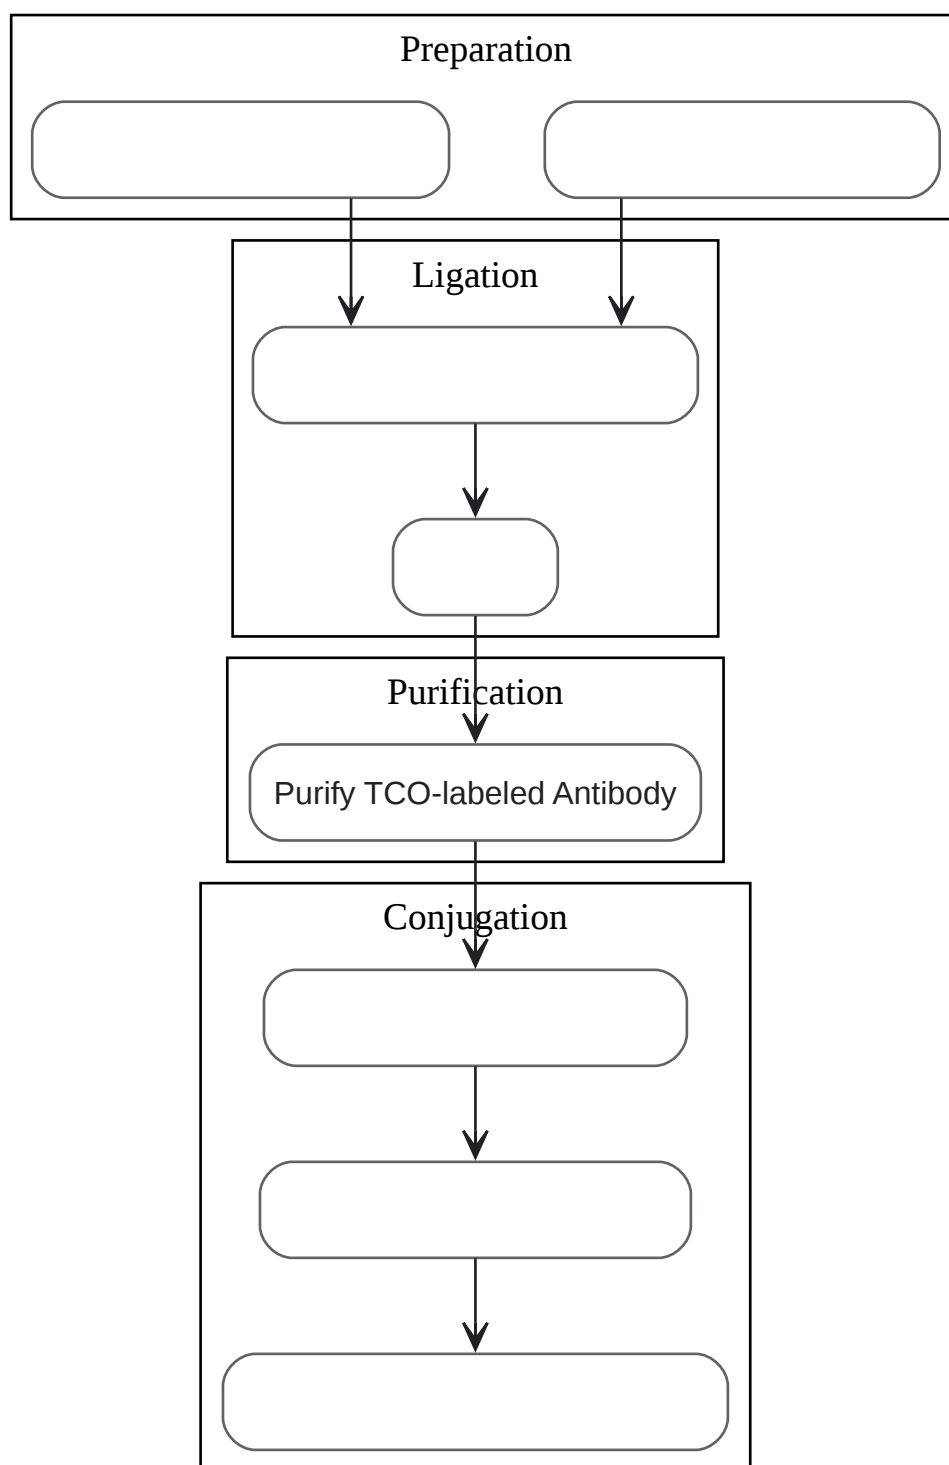 Preparation
Ligation
Purification
Purify TCO-labeled Antibody
Conjugation